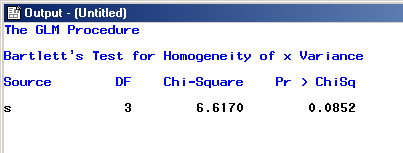 Output - (Untitled)
The GLM Procedure
Bartlett's Test for Homogeneity of x Variance
Source DF Chi-Square Pr > ChiSq
s 3 6.6170 0.0852